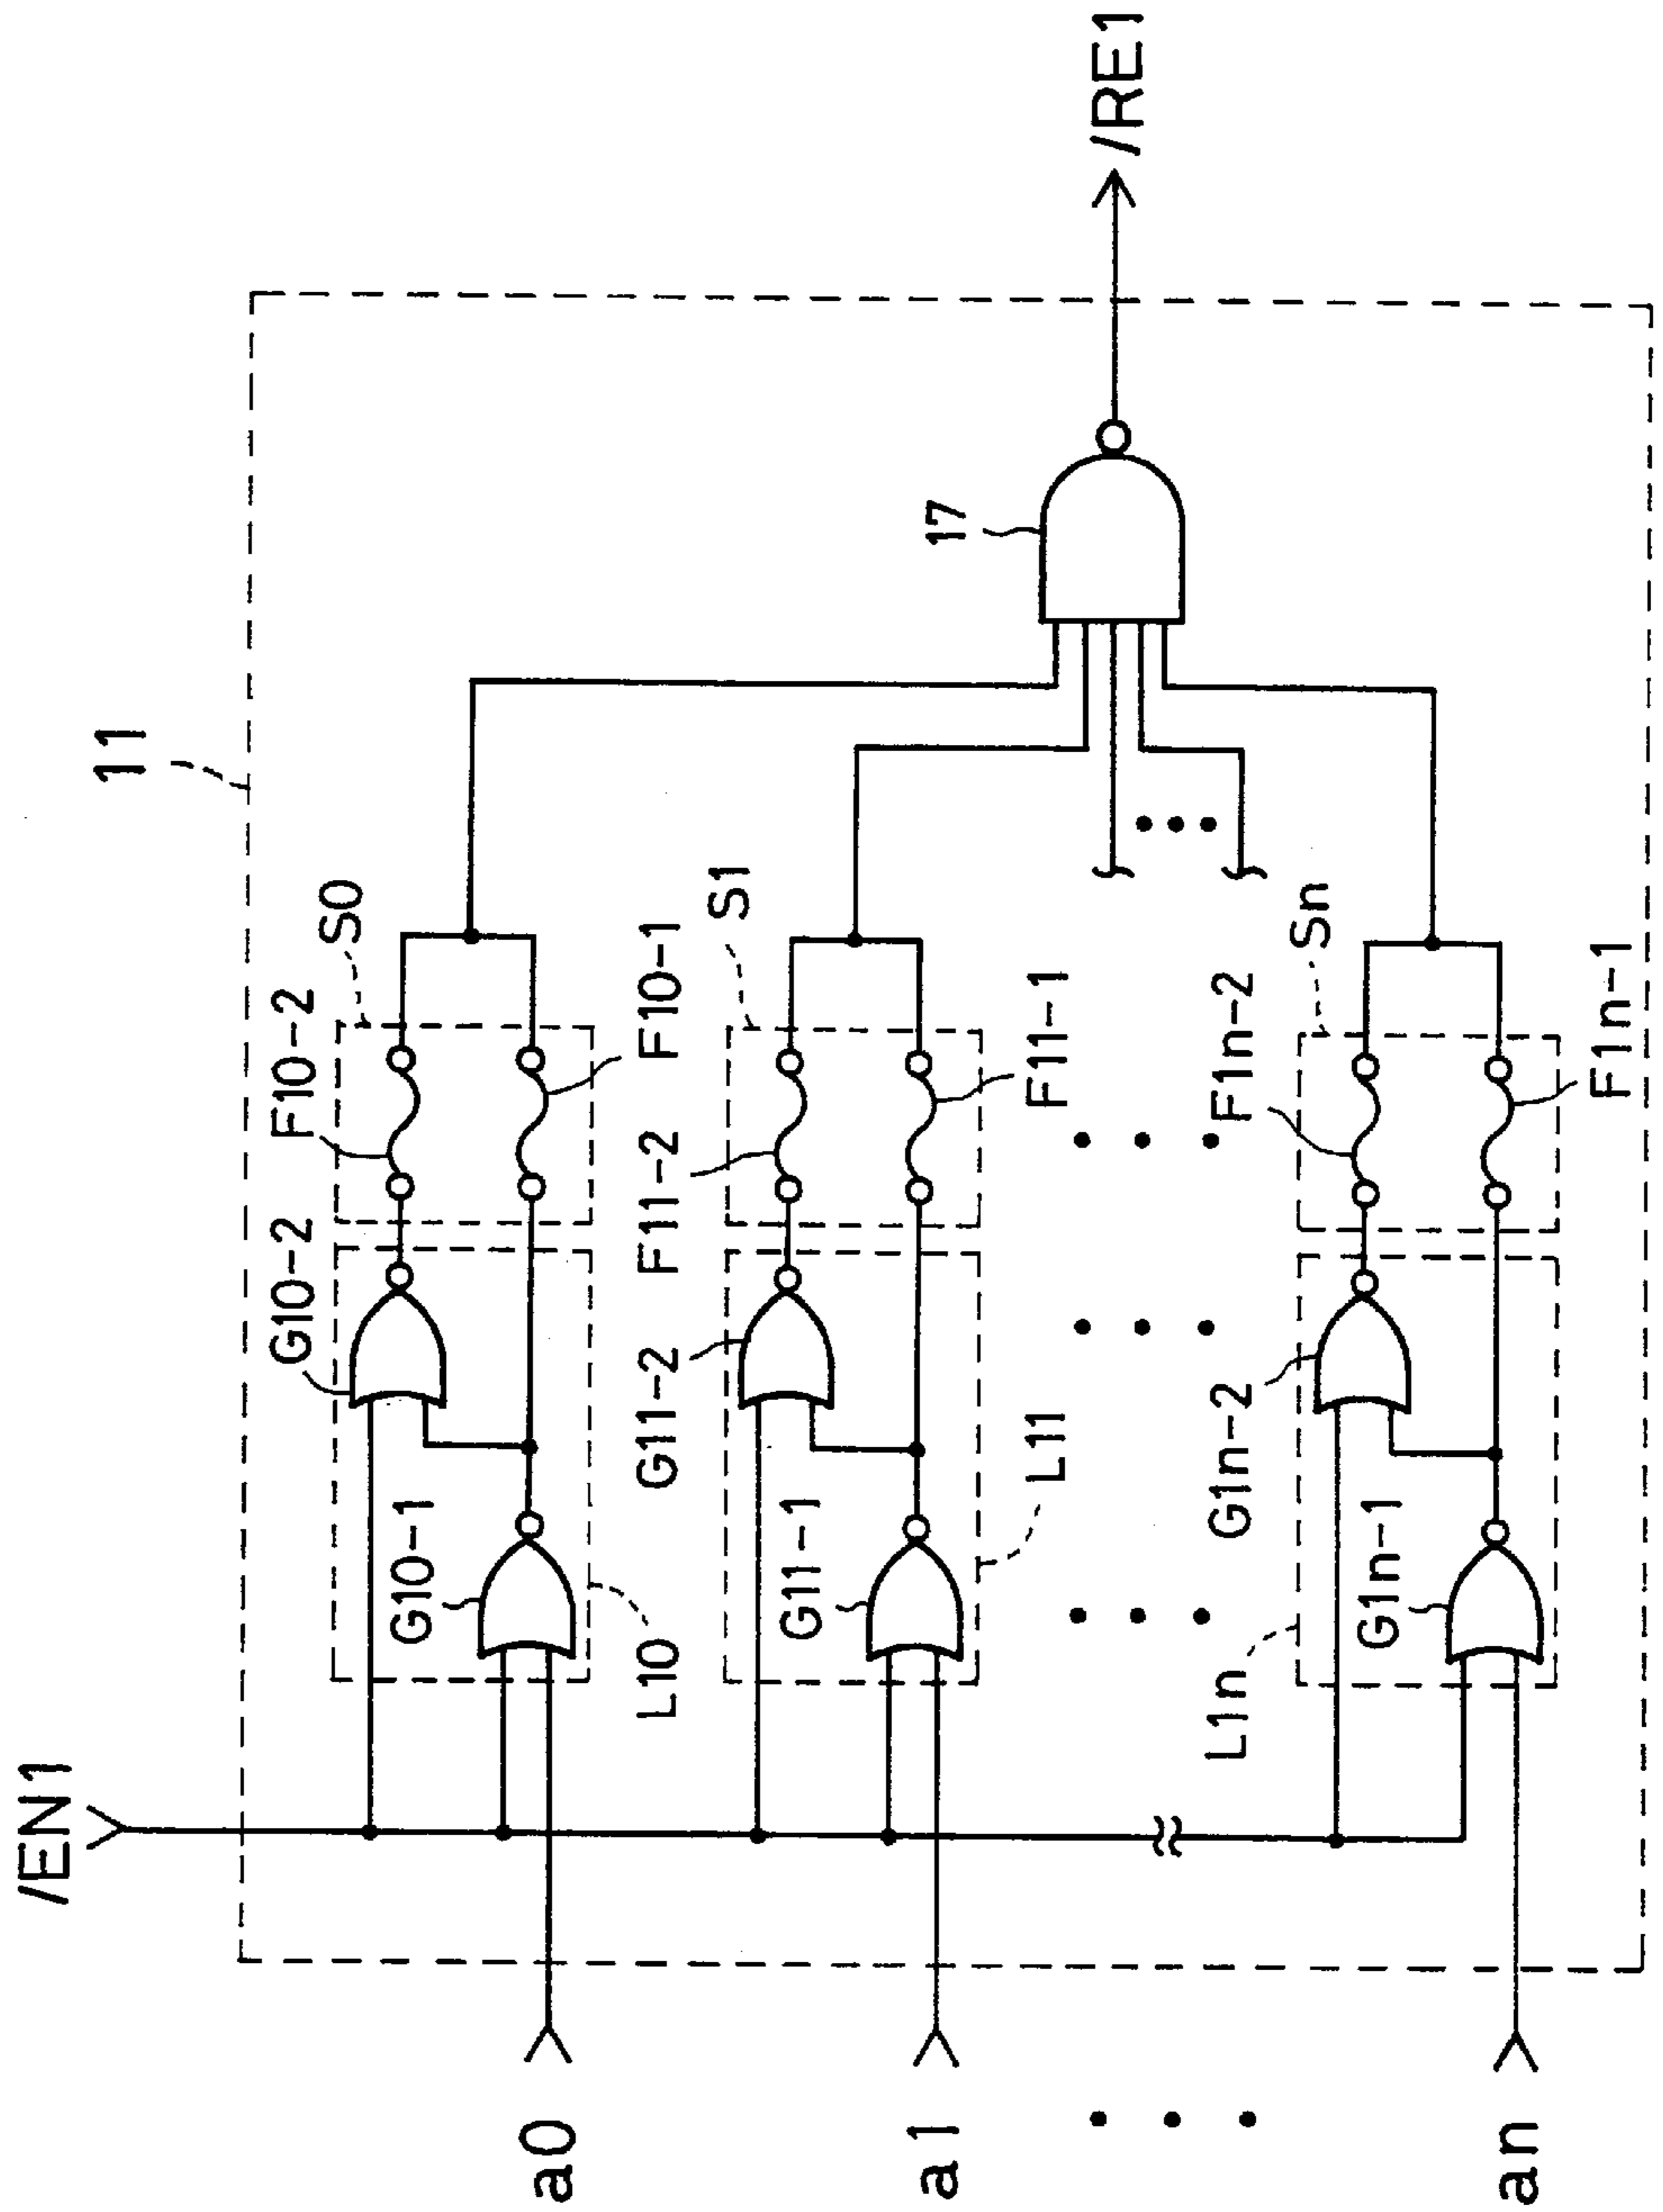 /EN1
11
G10-2
F10-2
S0
G10-1
F10-1
L10
a0
G11-2
F11-2
S1
G11-1
F11-1
L11
a1
17
/RE1
G1n-2
F1n-2
Sn
L1n
G1n-1
F1n-1
an